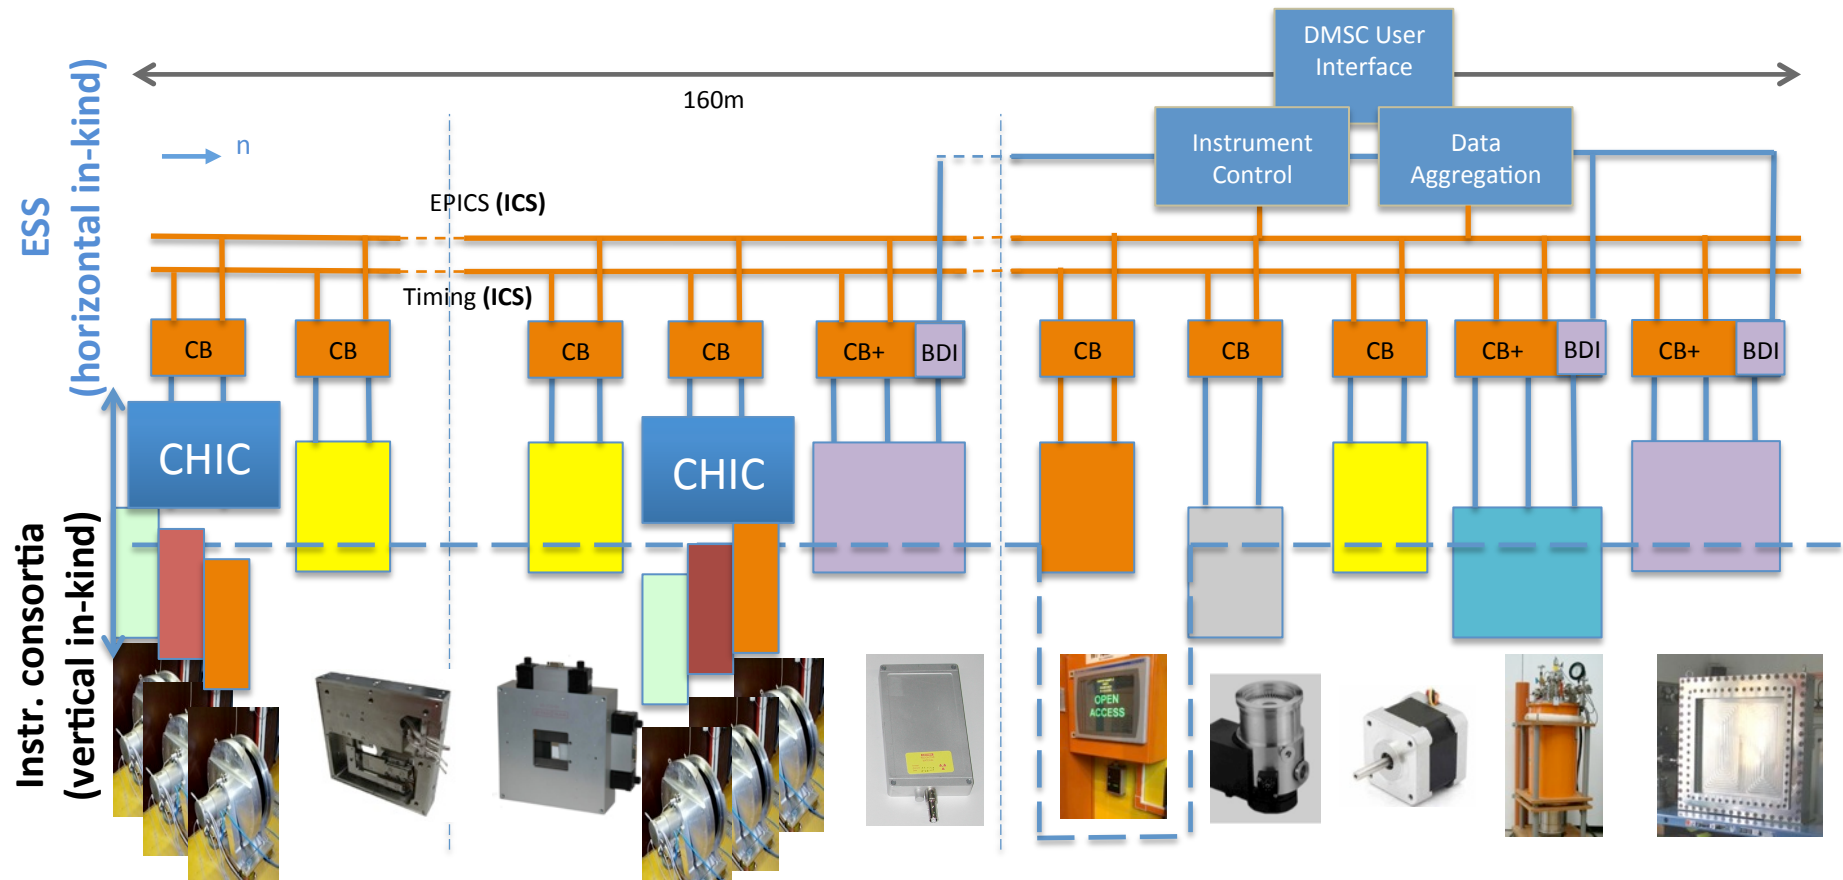 DMSC User
Interface
160m
n
Instrument
Control
Data
Aggregation
EPICS (ICS)
Timing (ICS)
ESS
(horizontal in-kind)
CB
CB
CB
CB
CB+
BDI
CB
CB
CB
CB+
BDI
CB+
BDI
CHIC
CHIC
Instr. consortia
(vertical in-kind)
OPEN
ACCESS